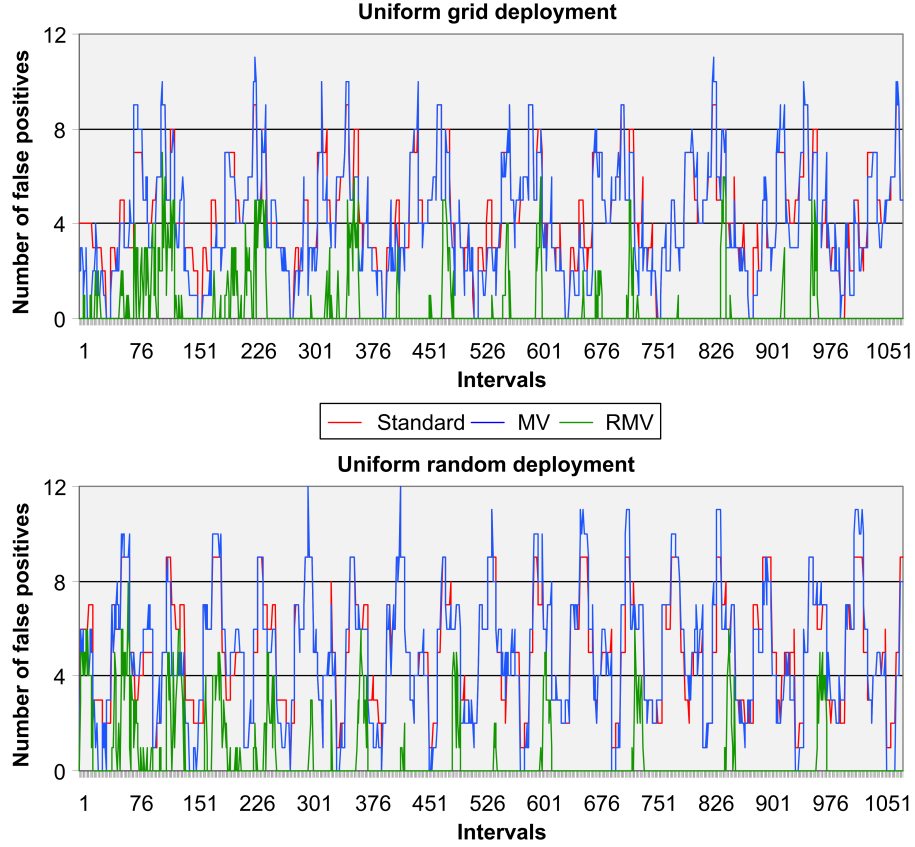 Uniform grid deployment
Number of false positives
12
8
4
0
1 76 151 226 301 376 451 526 601 676 751 826 901 976 1051
Intervals
Standard MV RMV
Uniform random deployment
Number of false positives
12
8
4
0
1 76 151 226 301 376 451 526 601 676 751 826 901 976 1051
Intervals